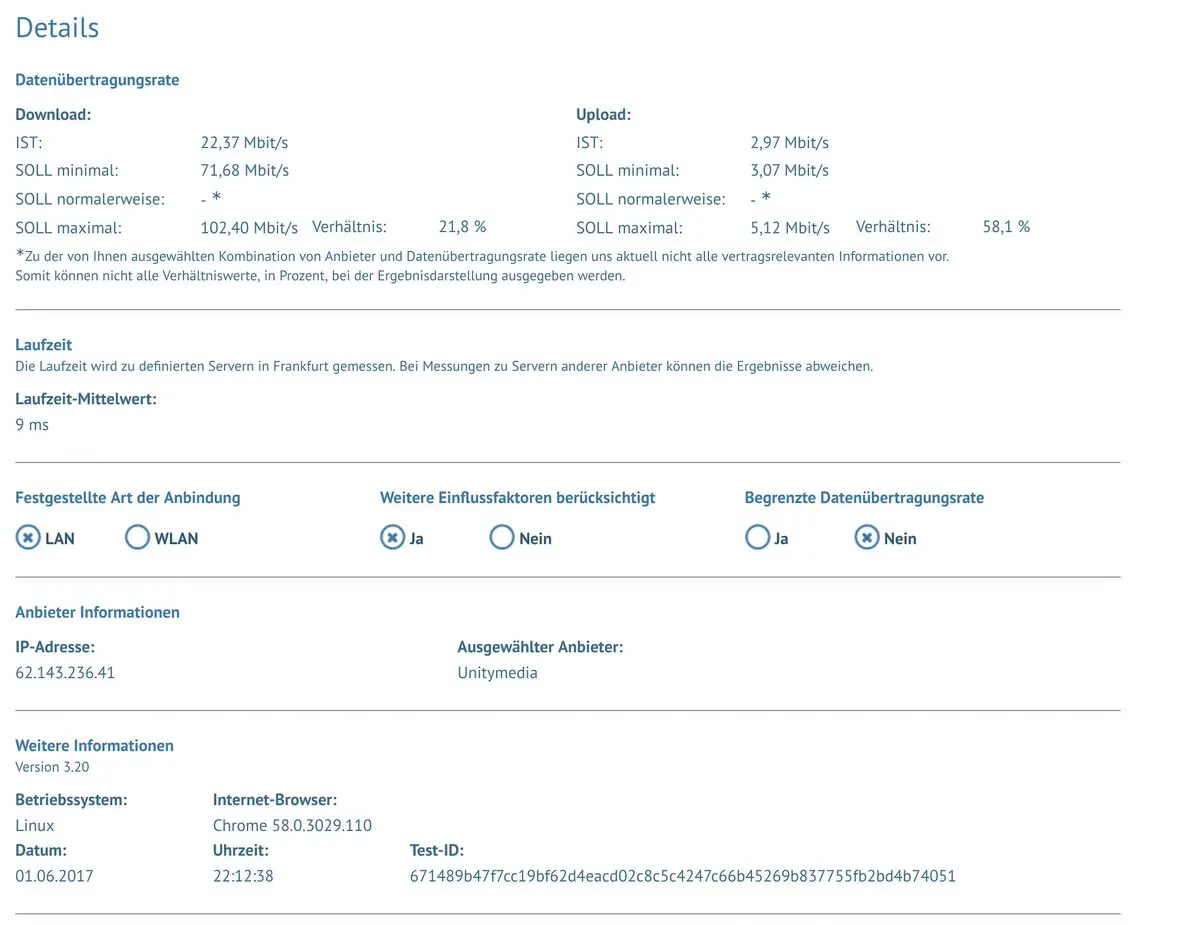 Details
Datenübertragungsrate
Download: Upload:
IST: 22,37 Mbit/s IST: 2,97 Mbit/s
SOLL minimal: 71,68 Mbit/s SOLL minimal: 3,07 Mbit/s
SOLL normalerweise: - * SOLL normalerweise: - *
SOLL maximal: 102,40 Mbit/s Verhältnis: 21,8 % SOLL maximal: 5,12 Mbit/s Verhältnis: 58,1 %
*Zu der von Ihnen ausgewählten Kombination von Anbieter und Datenübertragungsrate liegen uns aktuell nicht alle vertragsrelevanten Informationen vor.
Somit können nicht alle Verhältniswerte, in Prozent, bei der Ergebnisdarstellung ausgegeben werden.
Laufzeit
Die Laufzeit wird zu definierten Servern in Frankfurt gemessen. Bei Messungen zu Servern anderer Anbieter können die Ergebnisse abweichen.
Laufzeit-Mittelwert:
9 ms
Festgestellte Art der Anbindung Weitere Einflussfaktoren berücksichtigt Begrenzte Datenübertragungsrate
LAN WLAN Ja Nein Ja Nein
Anbieter Informationen
IP-Adresse: Ausgewählter Anbieter:
62.143.236.41 Unitymedia
Weitere Informationen
Version 3.20
Betriebssystem: Internet-Browser:
Linux Chrome 58.0.3029.110
Datum: Uhrzeit: Test-ID:
01.06.2017 22:12:38 671489b47f7cc19bf62d4eacd02c8c5c4247c66b45269b837755fb2bd4b74051